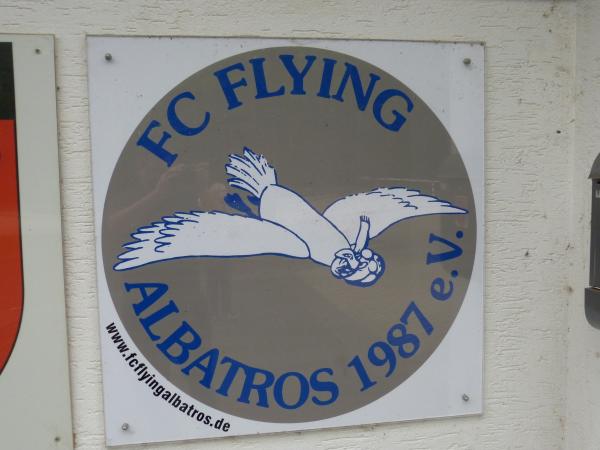 FC FLYING
ALBATROS 1987 e.V.
www.fcflyingalbatros.de